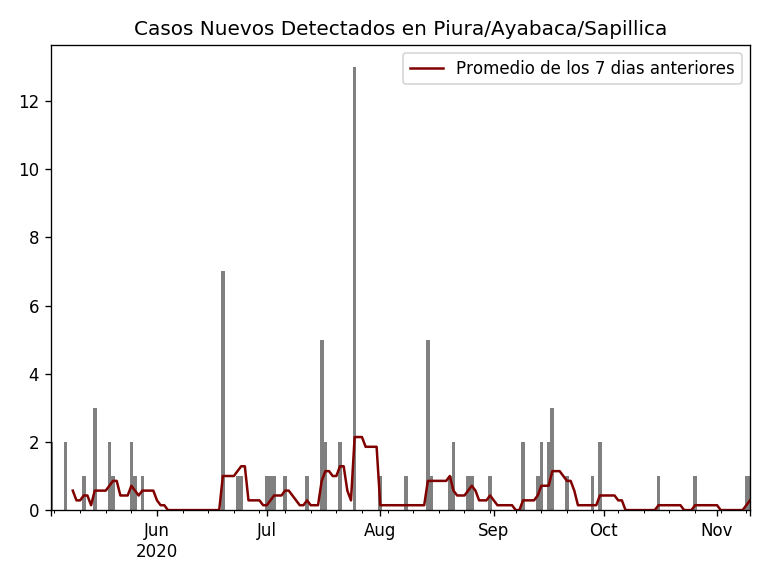 Casos Nuevos Detectados en Piura/Ayabaca/Sapillica
Promedio de los 7 dias anteriores
12
10
8
6
4
2
0
Jun Jul Aug Sep Oct Nov
2020